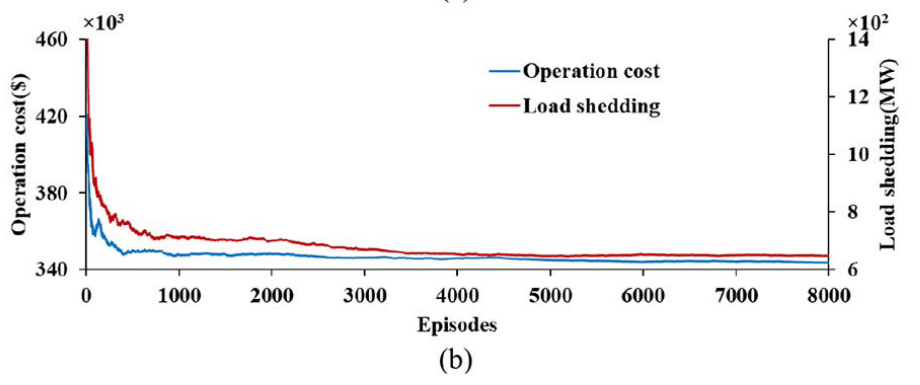 ×10³
×10²
460
420
380
340
Operation cost($)
Operation cost
Load shedding
14
12
10
8
6
Load shedding(MW)
0 1000 2000 3000 4000 5000 6000 7000 8000
Episodes
(b)